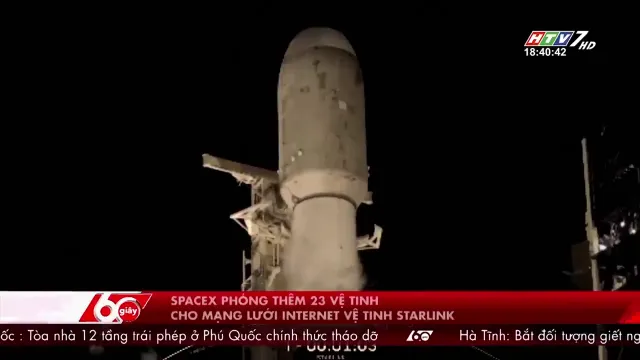 HTV7 HD
18:40:42
60 giây
SPACEX PHÓNG THÊM 23 VỆ TINH
CHO MẠNG LƯỚI INTERNET VỆ TINH STARLINK
ốc : Tòa nhà 12 tầng trái phép ở Phú Quốc chính thức tháo dỡ 60 giây Hà Tĩnh: Bắt đối tượng giết ng